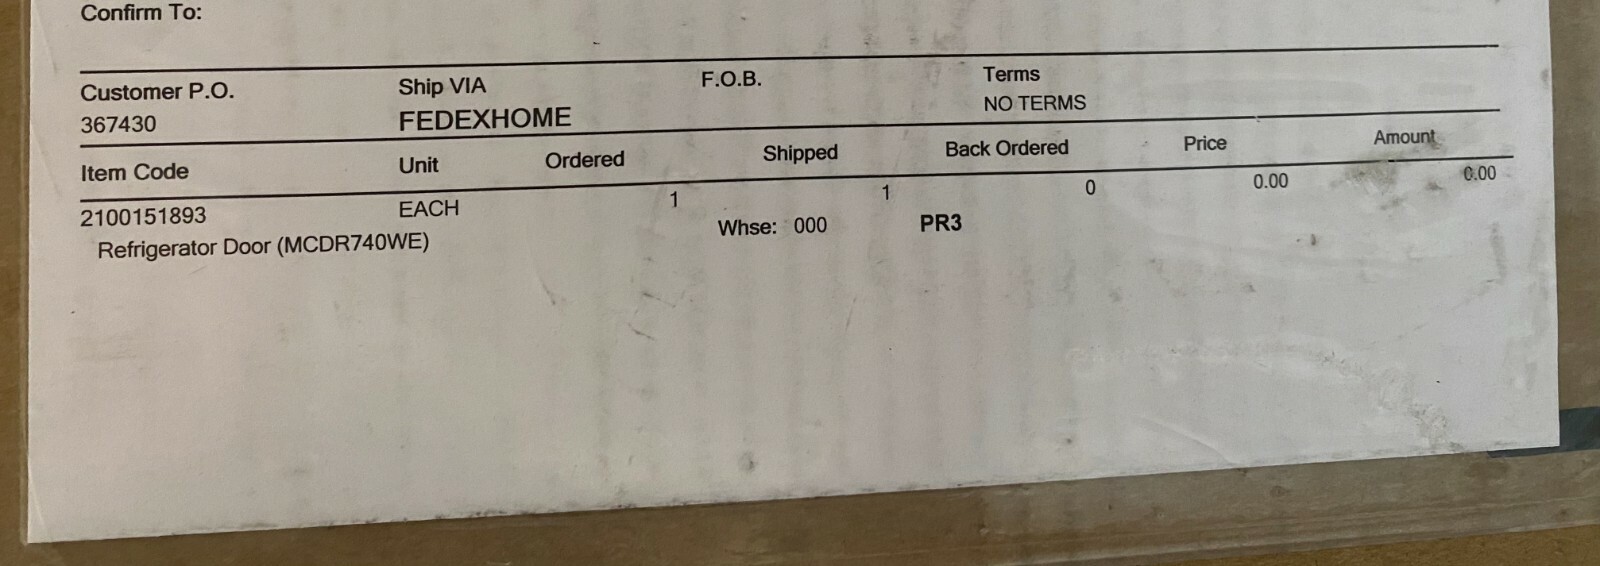 Confirm To:
Customer P.O. Ship VIA F.O.B. Terms
367430 FEDEXHOME NO TERMS
Item Code Unit Ordered Shipped Back Ordered Price Amount
2100151893 EACH 1 1 0 0.00 0.00
Refrigerator Door (MCDR740WE) Whse: 000 PR3